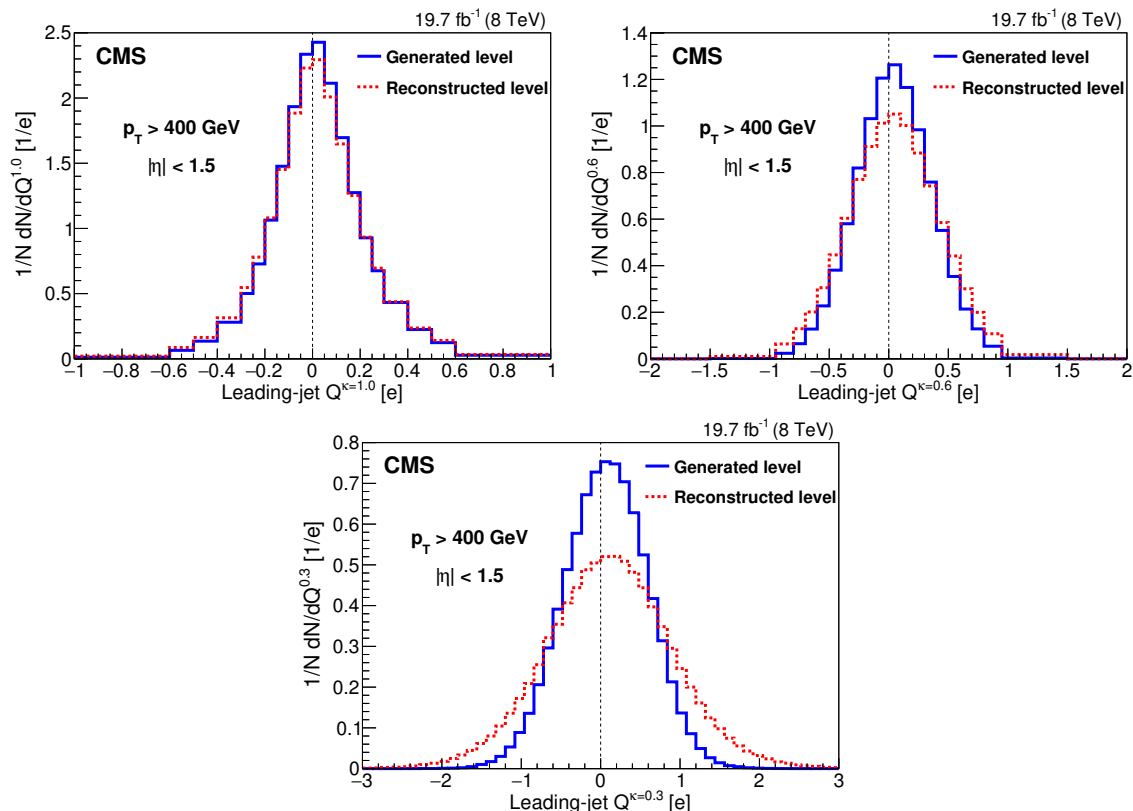 19.7 fb⁻¹ (8 TeV)
CMS
Generated level
Reconstructed level
p_T > 400 GeV
|η| < 1.5
1/N dN/dQ^1.0 [1/e]
2.5
2
1.5
1
0.5
0
−1 −0.8 −0.6 −0.4 −0.2 0 0.2 0.4 0.6 0.8 1
Leading-jet Q^κ=1.0 [e]
19.7 fb⁻¹ (8 TeV)
CMS
Generated level
Reconstructed level
p_T > 400 GeV
|η| < 1.5
1/N dN/dQ^0.6 [1/e]
1.4
1.2
1
0.8
0.6
0.4
0.2
0
−2 −1.5 −1 −0.5 0 0.5 1 1.5 2
Leading-jet Q^κ=0.6 [e]
19.7 fb⁻¹ (8 TeV)
CMS
Generated level
Reconstructed level
p_T > 400 GeV
|η| < 1.5
1/N dN/dQ^0.3 [1/e]
0.8
0.7
0.6
0.5
0.4
0.3
0.2
0.1
0
−3 −2 −1 0 1 2 3
Leading-jet Q^κ=0.3 [e]